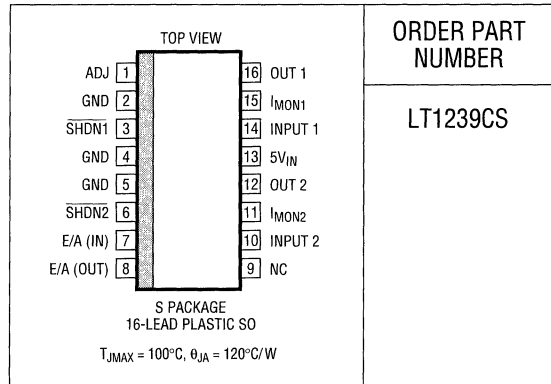 TOP VIEW
ADJ 1
GND 2
SHDN1 3
GND 4
GND 5
SHDN2 6
E/A (IN) 7
E/A (OUT) 8
16 OUT 1
15 IMON1
14 INPUT 1
13 5VIN
12 OUT 2
11 IMON2
10 INPUT 2
9 NC
S PACKAGE
16-LEAD PLASTIC SO
TJMAX = 100°C, θJA = 120°C/W
ORDER PART
NUMBER
LT1239CS